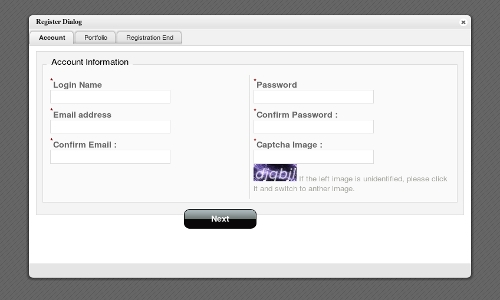 Register Dialog
Account Portfolio Registration End
Account Information
*Login Name
*Password
*Email address
*Confirm Password :
*Confirm Email :
*Captcha image :
djabjl If the left image is unidentified, please click
it and switch to anther image.
Next